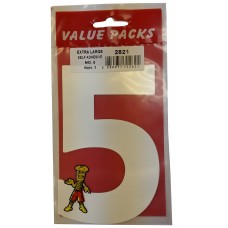 VALUE PACKS
EXTRA LARGE
SELF ADHESIVE
NO. 5
2821
5